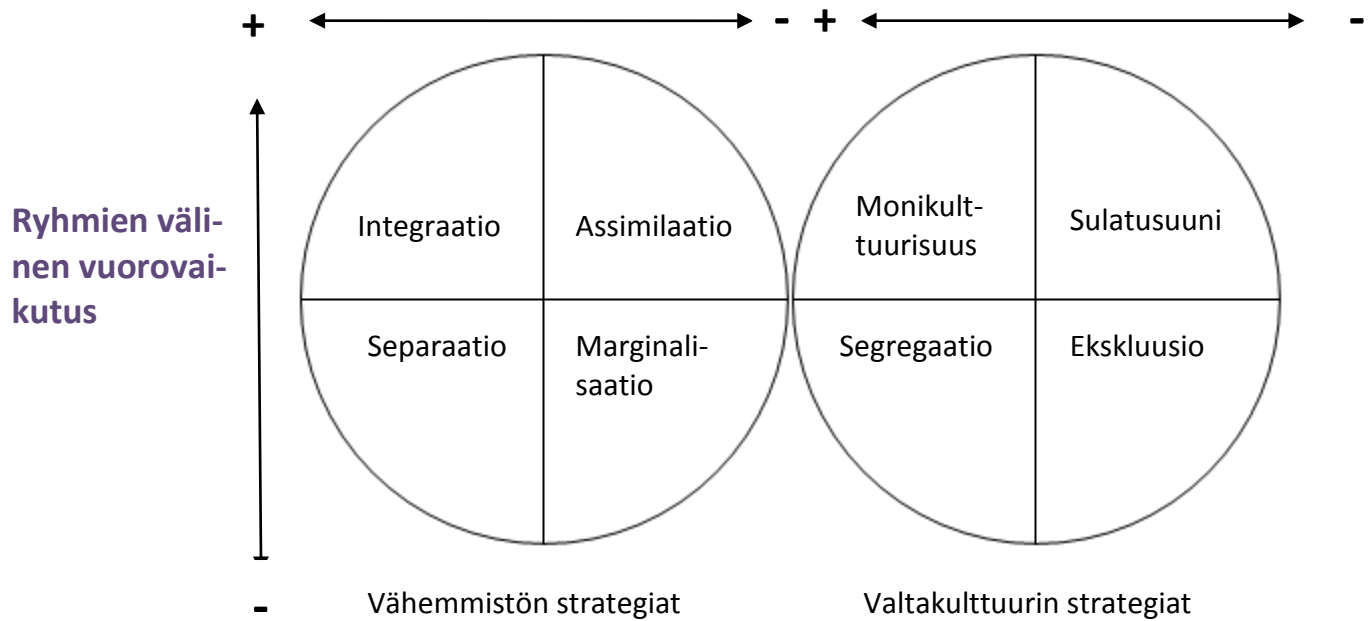 + - + -
Ryhmien väli-
nen vuorovai-
kutus
Integraatio
Assimilaatio
Separaatio
Marginali-
saatio
Monikult-
tuurisuus
Sulatusuuni
Segregaatio
Ekskluusio
-
Vähemmistön strategiat
Valtakulttuurin strategiat